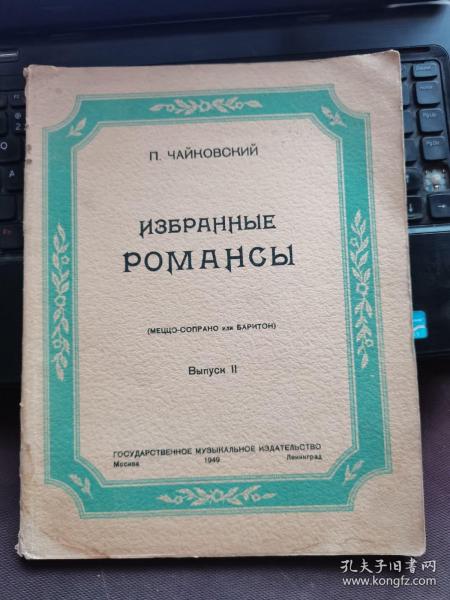 П. ЧАЙКОВСКИЙ
ИЗБРАННЫЕ
РОМАНСЫ
(МЕЦЦО-СОПРАНО или БАРИТОН)
Выпуск II
ГОСУДАРСТВЕННОЕ МУЗЫКАЛЬНОЕ ИЗДАТЕЛЬСТВО
Москва 1949 Ленинград
孔夫子旧书网
www.kongfz.com